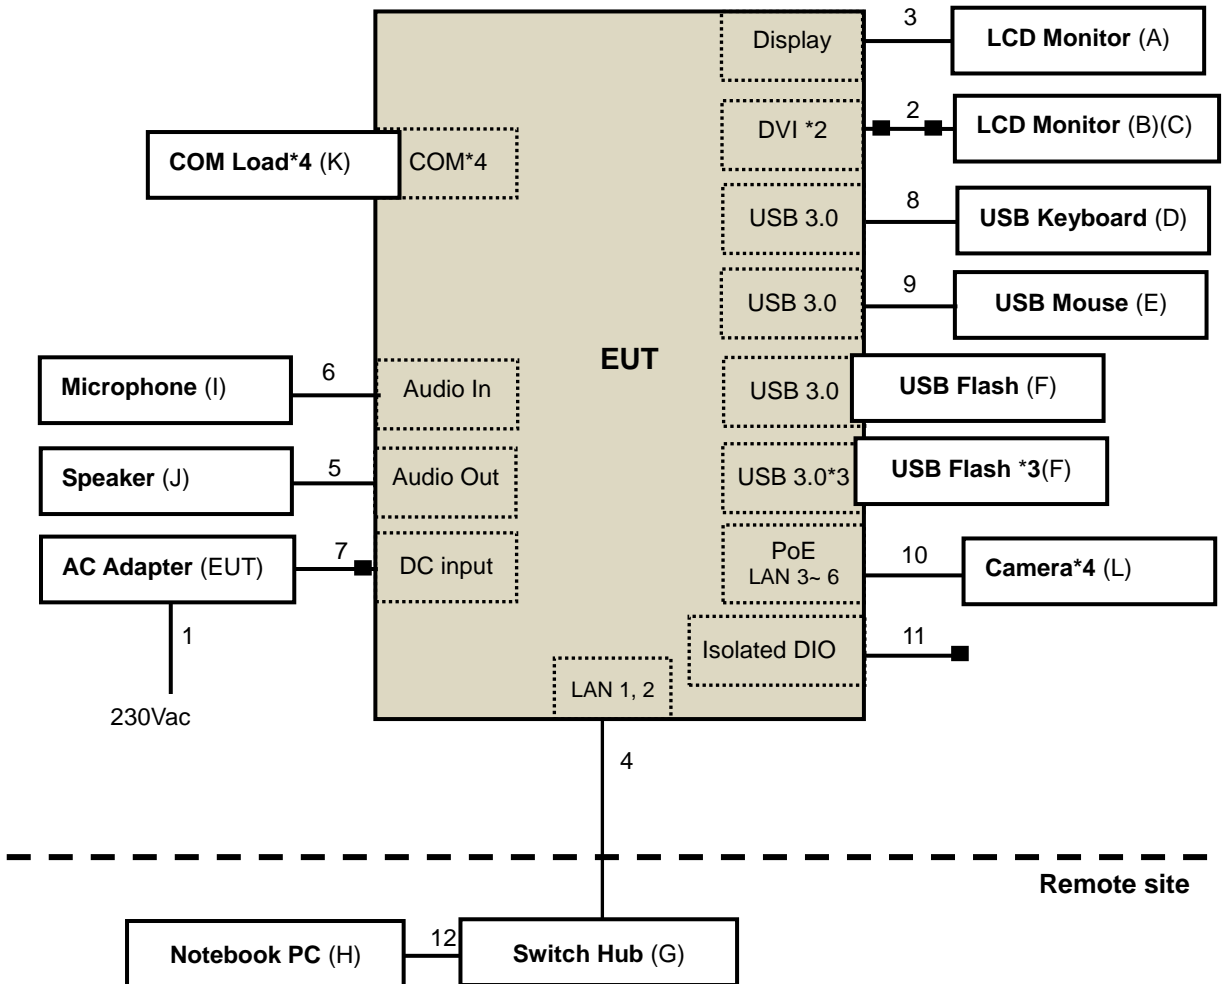 Display
3
LCD Monitor (A)
DVI *2
2
LCD Monitor (B)(C)
COM Load*4 (K)
COM*4
USB 3.0
8
USB Keyboard (D)
USB 3.0
9
USB Mouse (E)
EUT
Microphone (I)
6
Audio In
USB 3.0
USB Flash (F)
Speaker (J)
5
Audio Out
USB 3.0*3
USB Flash *3(F)
AC Adapter (EUT)
7
DC input
PoE
LAN 3~ 6
10
Camera*4 (L)
1
Isolated DIO
11
230Vac
LAN 1, 2
4
Remote site
Notebook PC (H)
12
Switch Hub (G)